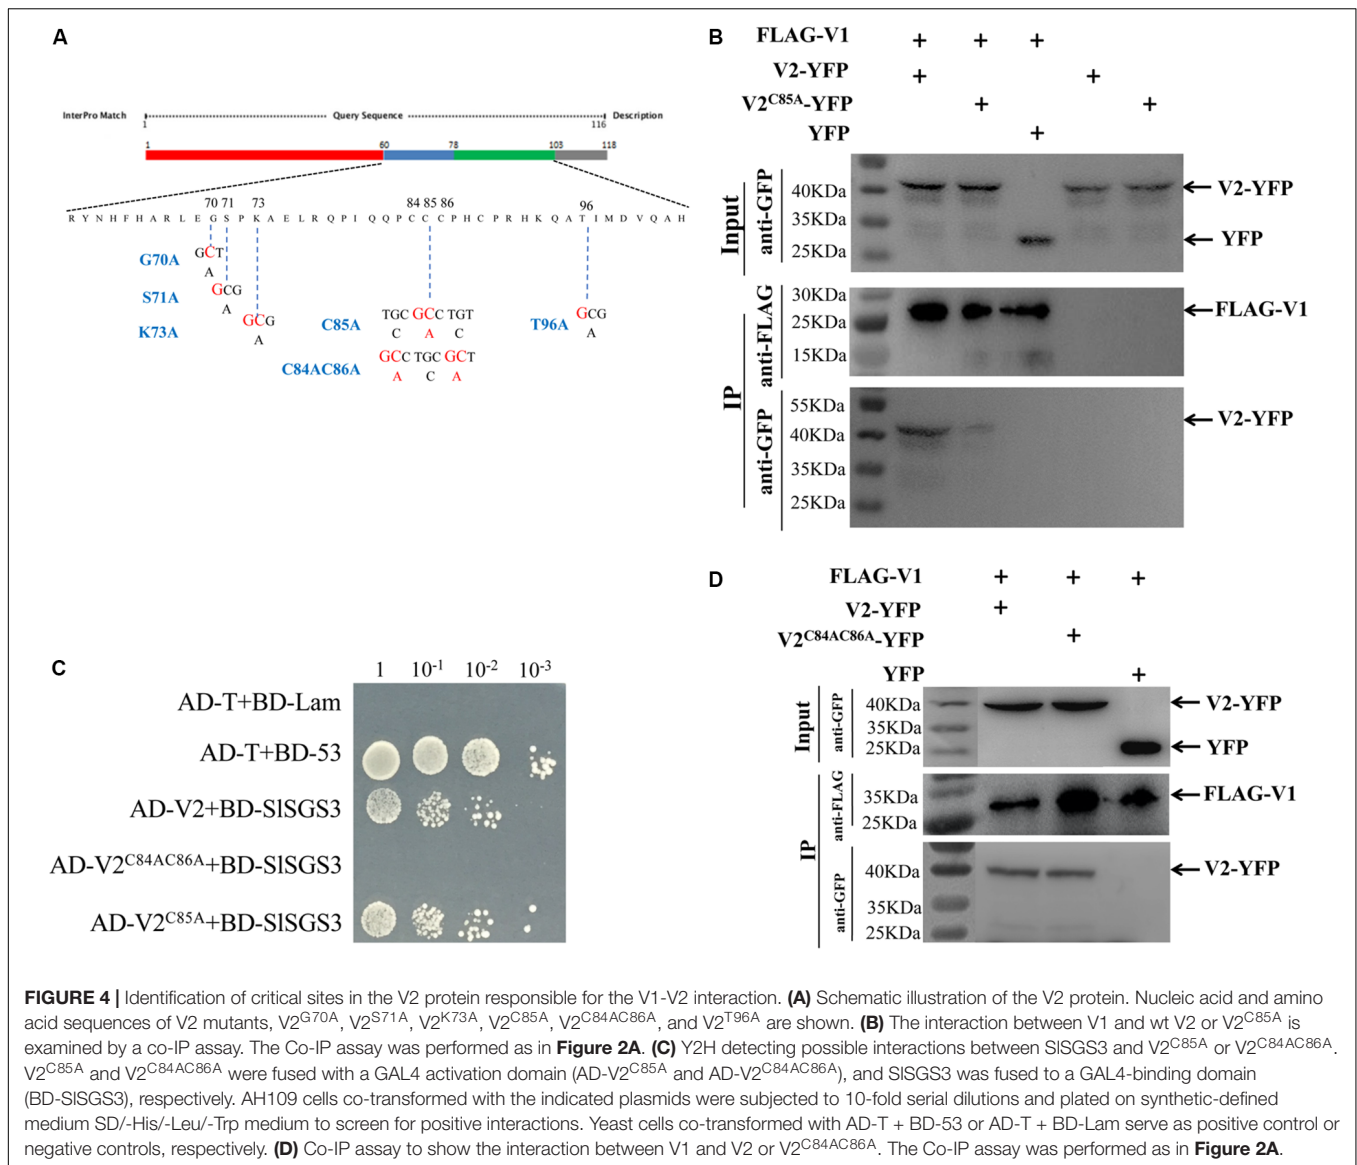 A
InterPro Match
Query Sequence
Description
1 116
1 60 78 103 118
70 71 73 84 85 86 96
R Y N H F H A R L E G S P K A E L R Q P I Q Q P C C C P H C P R H K Q A T I M D V Q A H
G70A
GCT
A
S71A
GCG
A
K73A
GCG
A
C85A
TGC GCC TGT
C A C
C84AC86A
GCC TGC GCT
A C A
T96A
GCG
A
B
FLAG-V1 + + +
V2-YFP + +
V2C85A-YFP + +
YFP +
Input
anti-GFP
40KDa
35KDa
25KDa
V2-YFP
YFP
IP
anti-FLAG
30KDa
25KDa
15KDa
FLAG-V1
anti-GFP
55KDa
40KDa
35KDa
25KDa
V2-YFP
C
1 10-1 10-2 10-3
AD-T+BD-Lam
AD-T+BD-53
AD-V2+BD-SlSGS3
AD-V2C84AC86A+BD-SlSGS3
AD-V2C85A+BD-SlSGS3
D
FLAG-V1 + + +
V2-YFP +
V2C84AC86A-YFP +
YFP +
Input
anti-GFP
40KDa
35KDa
25KDa
V2-YFP
YFP
IP
anti-FLAG
35KDa
25KDa
FLAG-V1
anti-GFP
40KDa
35KDa
25KDa
V2-YFP
FIGURE 4 | Identification of critical sites in the V2 protein responsible for the V1-V2 interaction. (A) Schematic illustration of the V2 protein. Nucleic acid and amino
acid sequences of V2 mutants, V2G70A, V2S71A, V2K73A, V2C85A, V2C84AC86A, and V2T96A are shown. (B) The interaction between V1 and wt V2 or V2C85A is
examined by a co-IP assay. The Co-IP assay was performed as in Figure 2A. (C) Y2H detecting possible interactions between SlSGS3 and V2C85A or V2C84AC86A.
V2C85A and V2C84AC86A were fused with a GAL4 activation domain (AD-V2C85A and AD-V2C84AC86A), and SlSGS3 was fused to a GAL4-binding domain
(BD-SlSGS3), respectively. AH109 cells co-transformed with the indicated plasmids were subjected to 10-fold serial dilutions and plated on synthetic-defined
medium SD/-His/-Leu/-Trp medium to screen for positive interactions. Yeast cells co-transformed with AD-T + BD-53 or AD-T + BD-Lam serve as positive control or
negative controls, respectively. (D) Co-IP assay to show the interaction between V1 and V2 or V2C84AC86A. The Co-IP assay was performed as in Figure 2A.